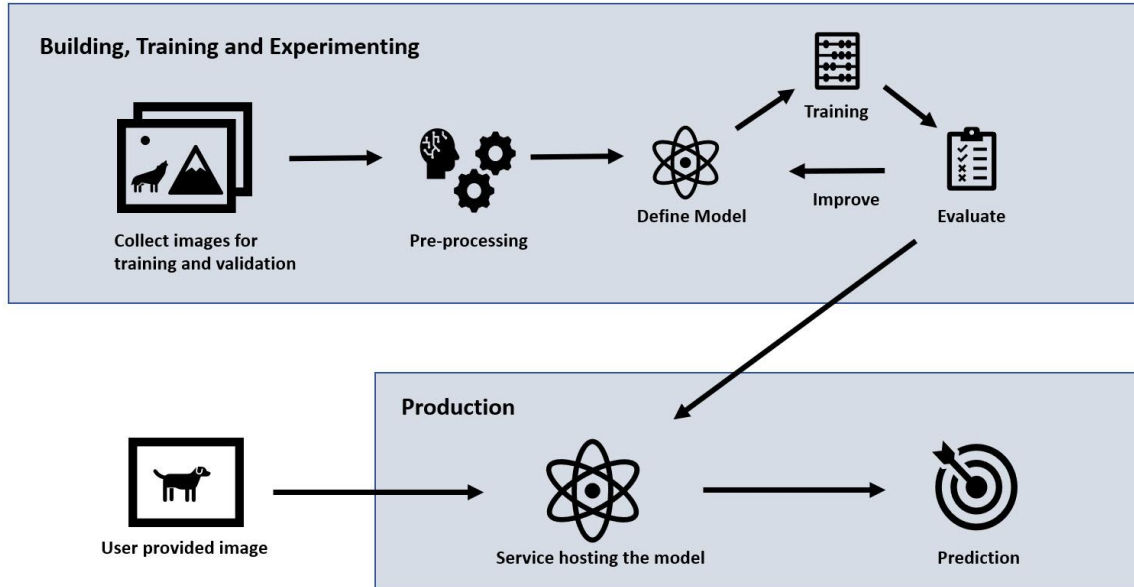 Building, Training and Experimenting
Training
Collect images for
training and validation
Pre-processing
Define Model
Improve
Evaluate
Production
User provided image
Service hosting the model
Prediction